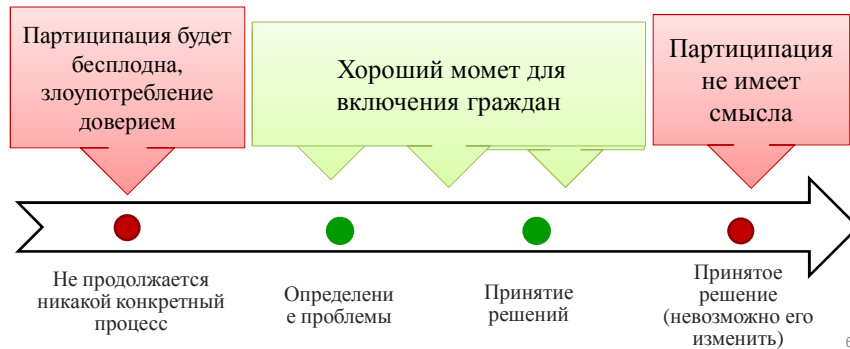 Партиципация будет
бесплодна,
злоупотребление
доверием
Хороший момет для
включения граждан
Партиципация
не имеет
смысла
Не продолжается
никакой конкретный
процесс
Определени
е проблемы
Принятие
решений
Принятое
решение
(невозможно его
изменить)
6